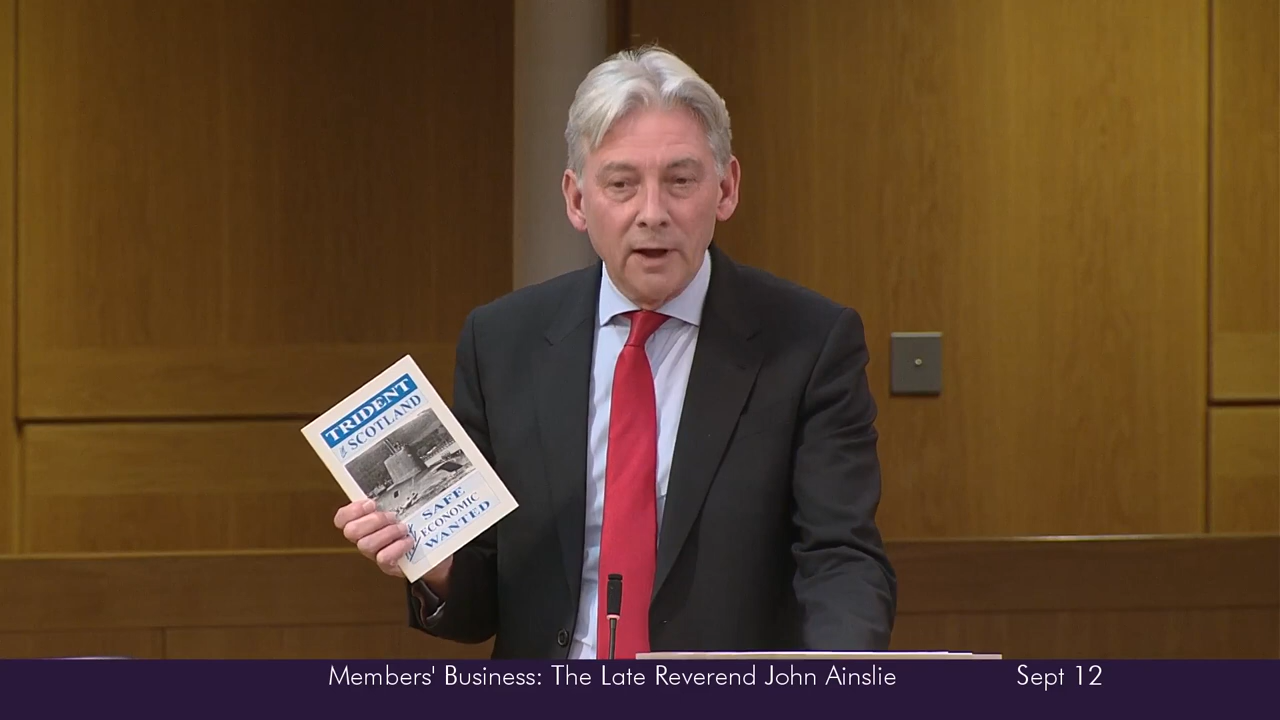 TRIDENT
& SCOTLAND
SAFE
ECONOMIC
WANTED
Members' Business: The Late Reverend John Ainslie
Sept 12